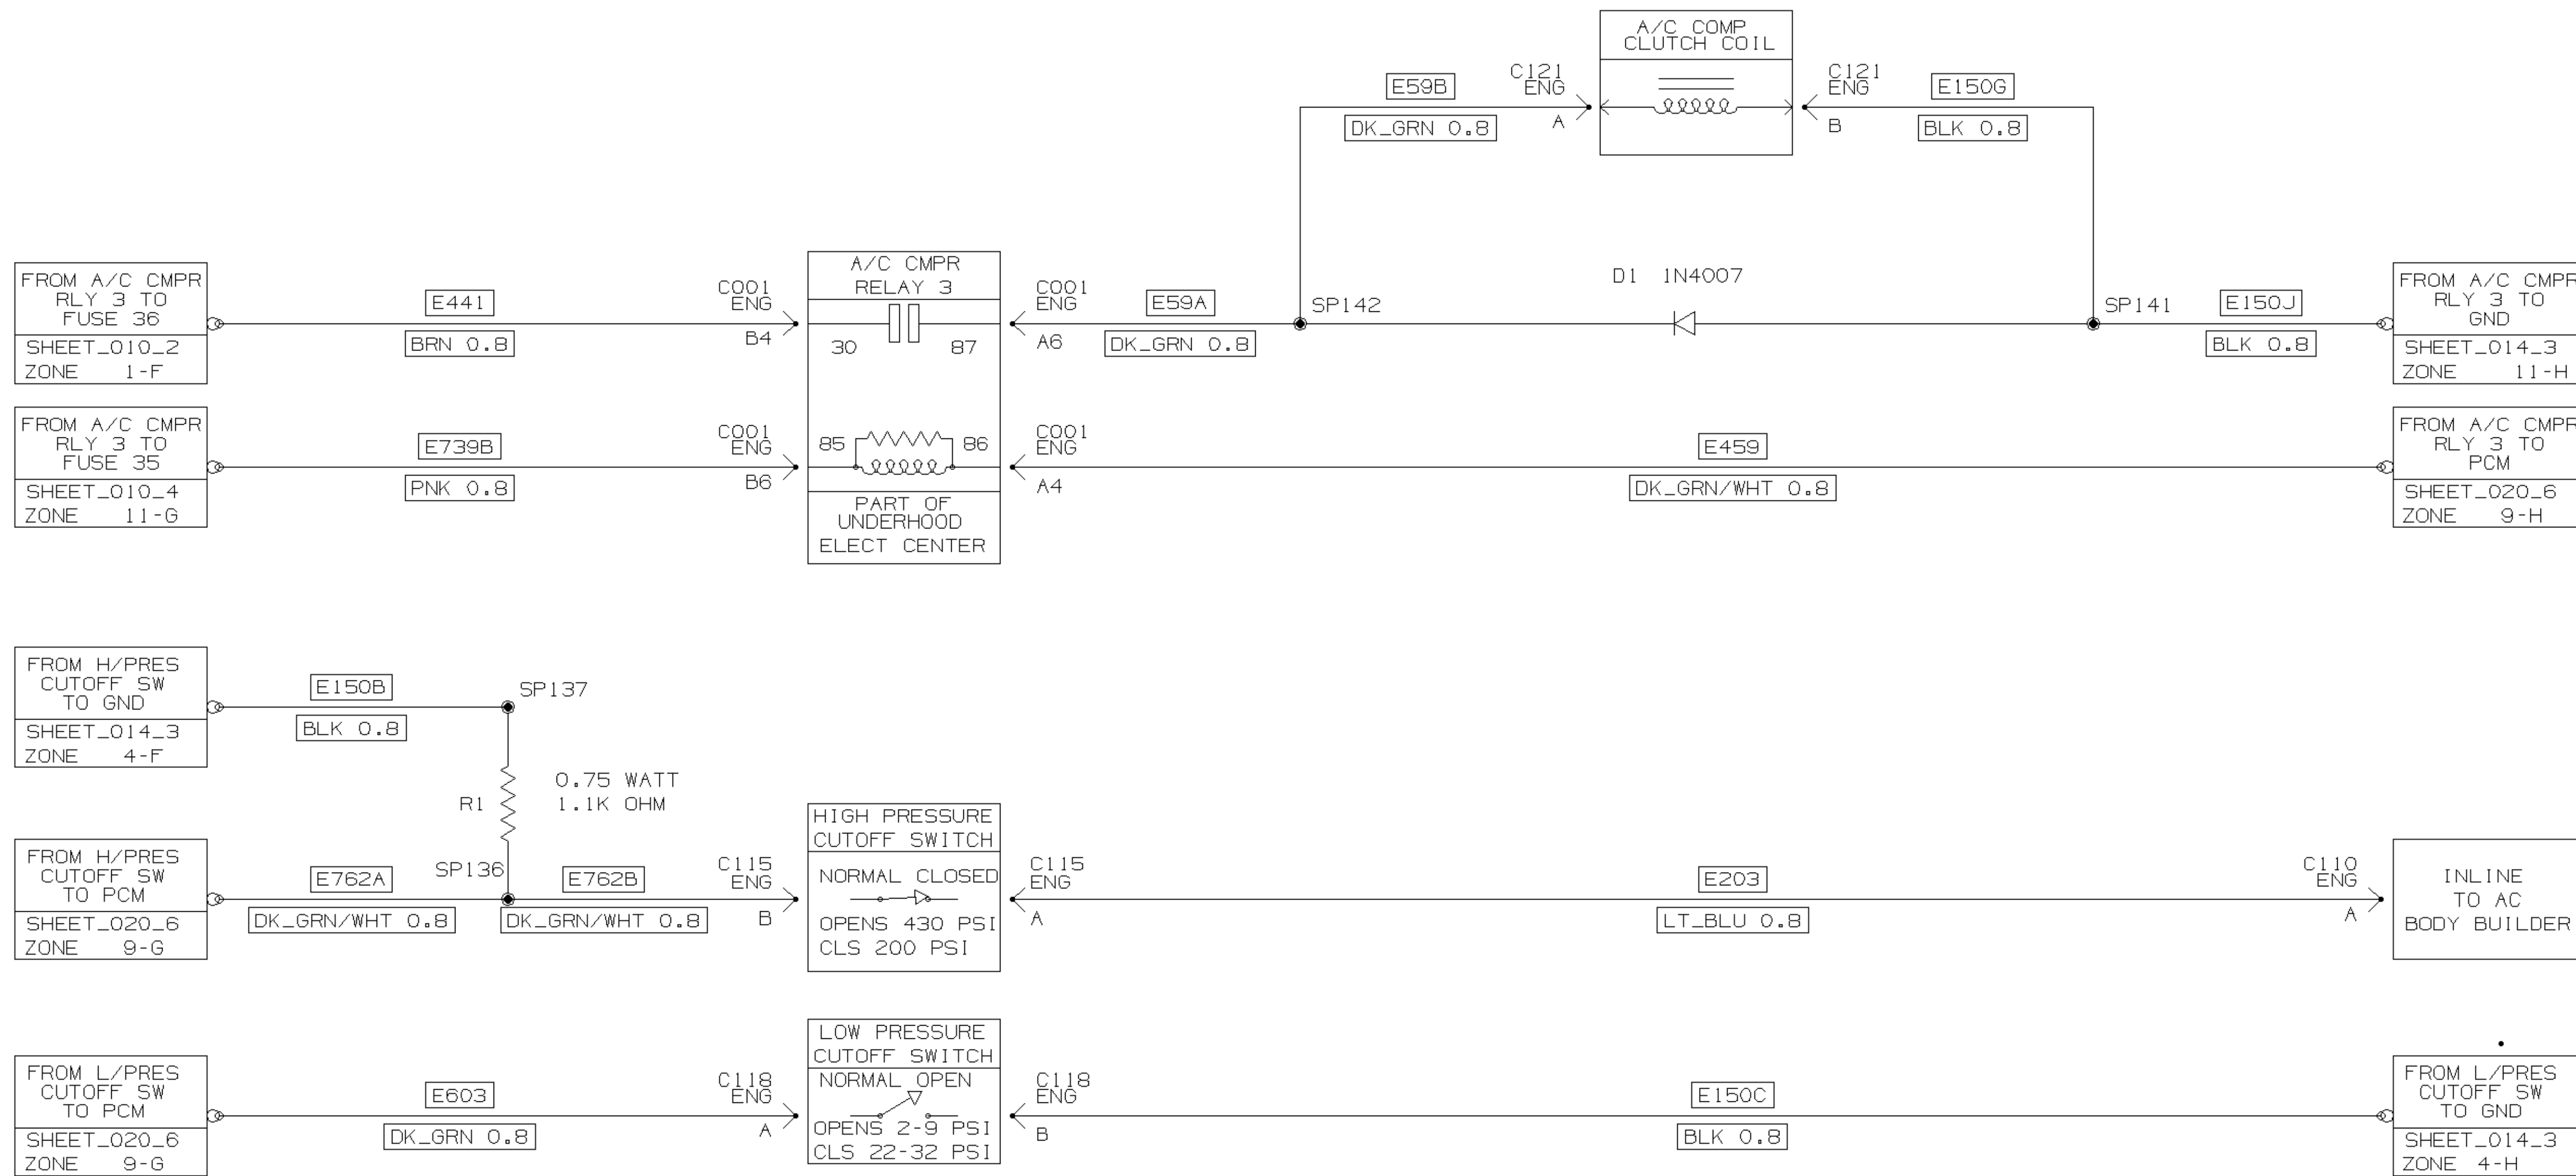 A/C COMP
CLUTCH COIL
E59B
C121
ENG
A
DK_GRN 0.8
C121
ENG
B
E150G
BLK 0.8
FROM A/C CMPR
RLY 3 TO
FUSE 36
SHEET_010_2
ZONE 1-F
E441
BRN 0.8
C001
ENG
B4
A/C CMPR
RELAY 3
30 87
C001
ENG
A6
E59A
DK_GRN 0.8
SP142
D1 1N4007
SP141
E150J
BLK 0.8
FROM A/C CMPR
RLY 3 TO
GND
SHEET_014_3
ZONE 11-H
FROM A/C CMPR
RLY 3 TO
FUSE 35
SHEET_010_4
ZONE 11-G
E739B
PNK 0.8
C001
ENG
B6
85 86
PART OF
UNDERHOOD
ELECT CENTER
C001
ENG
A4
E459
DK_GRN/WHT 0.8
FROM A/C CMPR
RLY 3 TO
PCM
SHEET_020_6
ZONE 9-H
FROM H/PRES
CUTOFF SW
TO GND
SHEET_014_3
ZONE 4-F
E150B
BLK 0.8
SP137
R1
0.75 WATT
1.1K OHM
FROM H/PRES
CUTOFF SW
TO PCM
SHEET_020_6
ZONE 9-G
E762A
DK_GRN/WHT 0.8
SP136
E762B
DK_GRN/WHT 0.8
C115
ENG
B
HIGH PRESSURE
CUTOFF SWITCH
NORMAL CLOSED
OPENS 430 PSI
CLS 200 PSI
C115
ENG
A
E203
LT_BLU 0.8
C110
ENG
A
INLINE
TO AC
BODY BUILDER
FROM L/PRES
CUTOFF SW
TO PCM
SHEET_020_6
ZONE 9-G
E603
DK_GRN 0.8
C118
ENG
A
LOW PRESSURE
CUTOFF SWITCH
NORMAL OPEN
OPENS 2-9 PSI
CLS 22-32 PSI
C118
ENG
B
E150C
BLK 0.8
FROM L/PRES
CUTOFF SW
TO GND
SHEET_014_3
ZONE 4-H